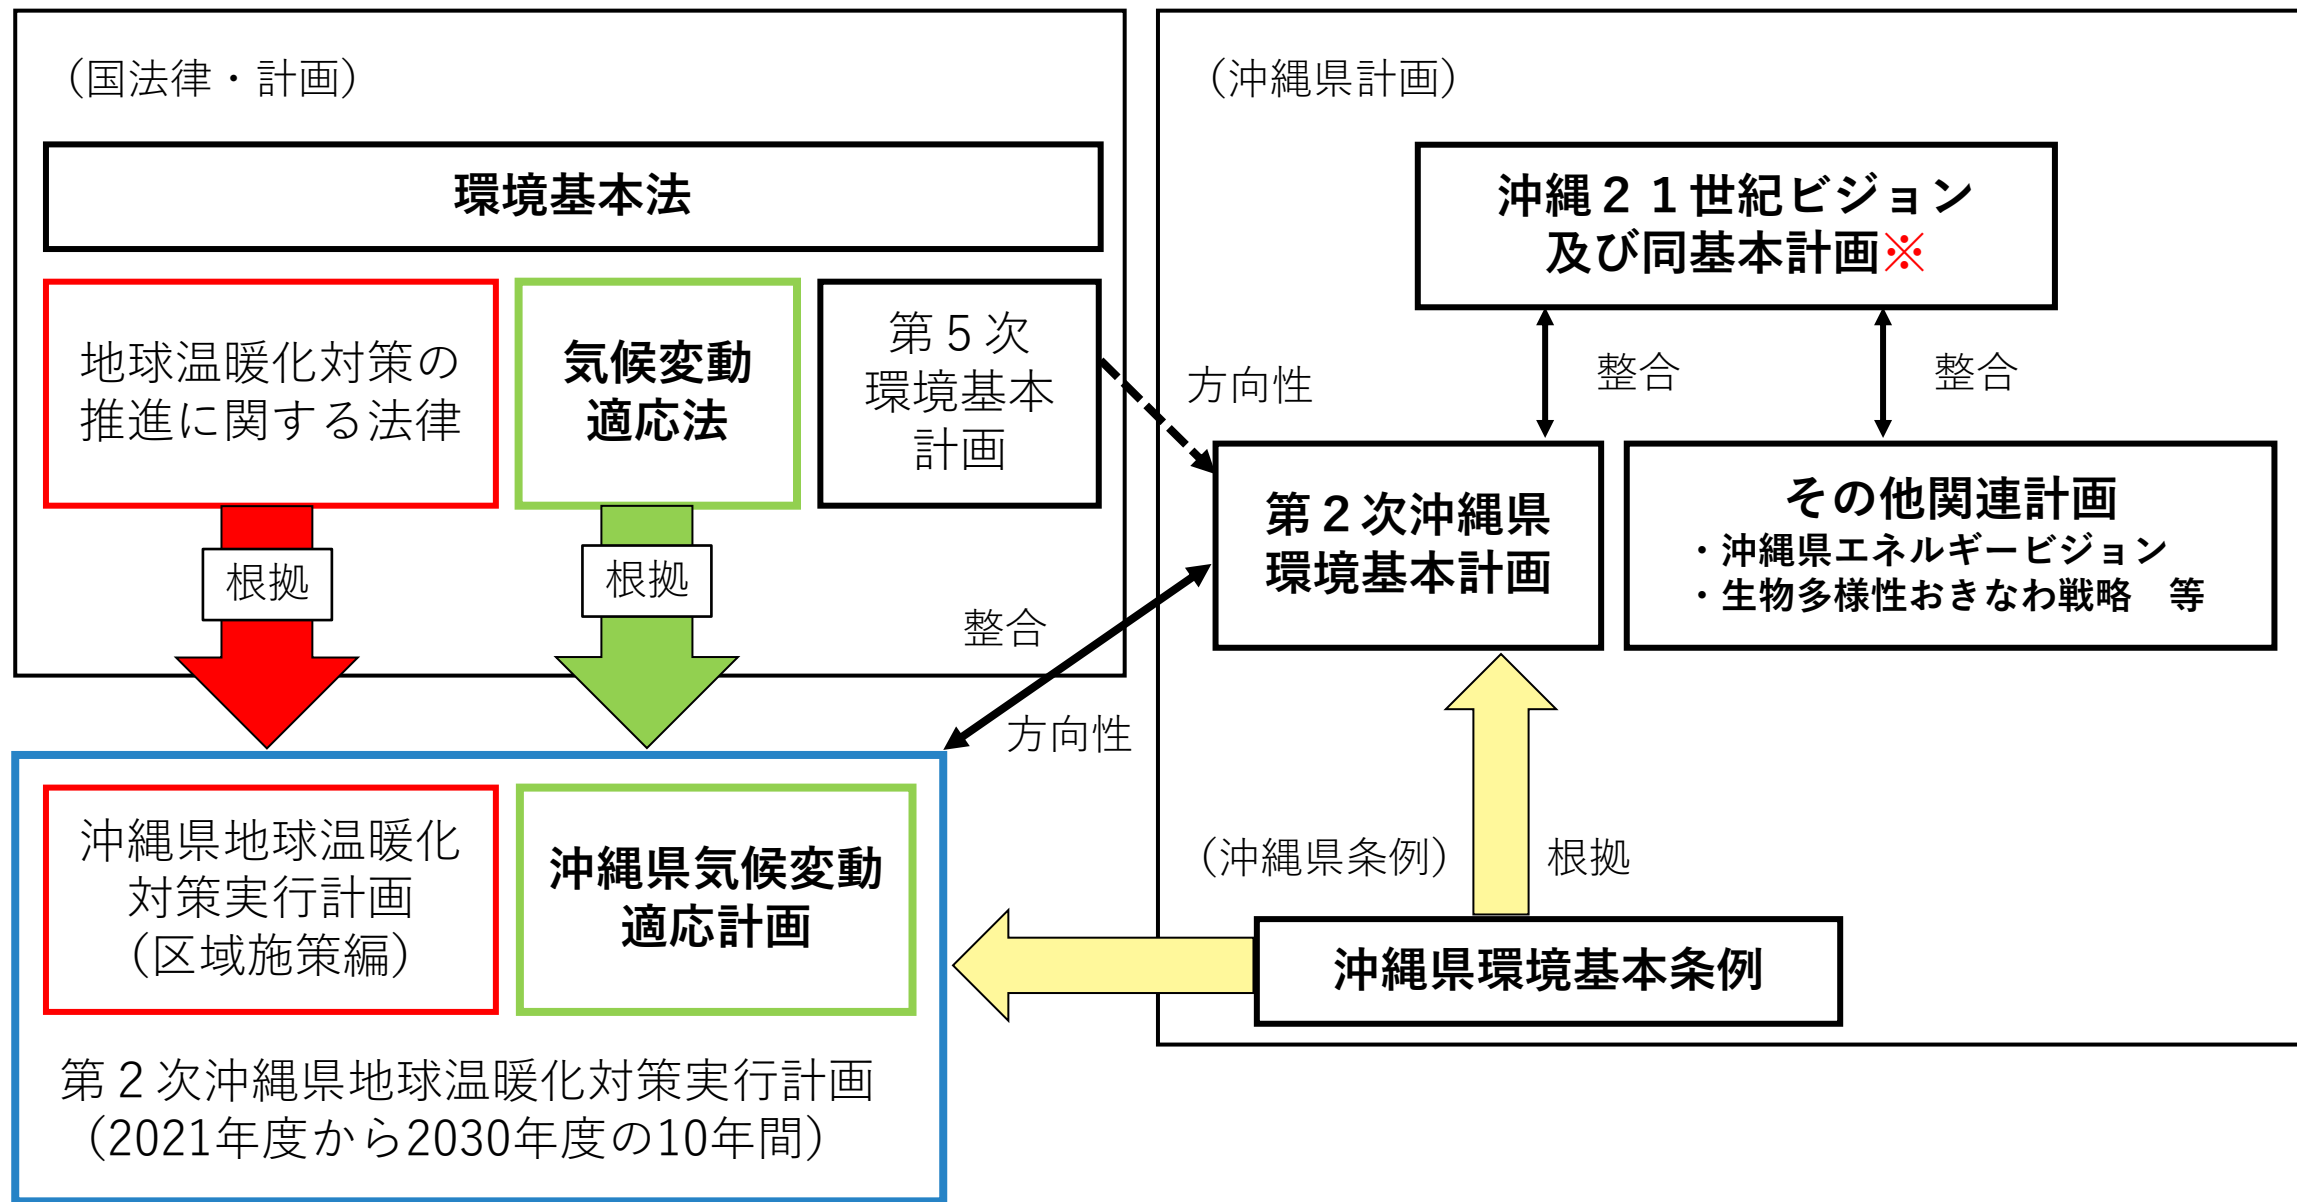 （国法律・計画）
環境基本法
地球温暖化対策の
推進に関する法律
気候変動
適応法
第５次
環境基本
計画
根拠
根拠
整合
方向性
沖縄県地球温暖化
対策実行計画
（区域施策編）
沖縄県気候変動
適応計画
第２次沖縄県地球温暖化対策実行計画
（2021年度から2030年度の10年間）
（沖縄県計画）
沖縄２１世紀ビジョン
及び同基本計画※
方向性
整合
整合
第２次沖縄県
環境基本計画
その他関連計画
・沖縄県エネルギービジョン
・生物多様性おきなわ戦略　等
（沖縄県条例）
根拠
沖縄県環境基本条例